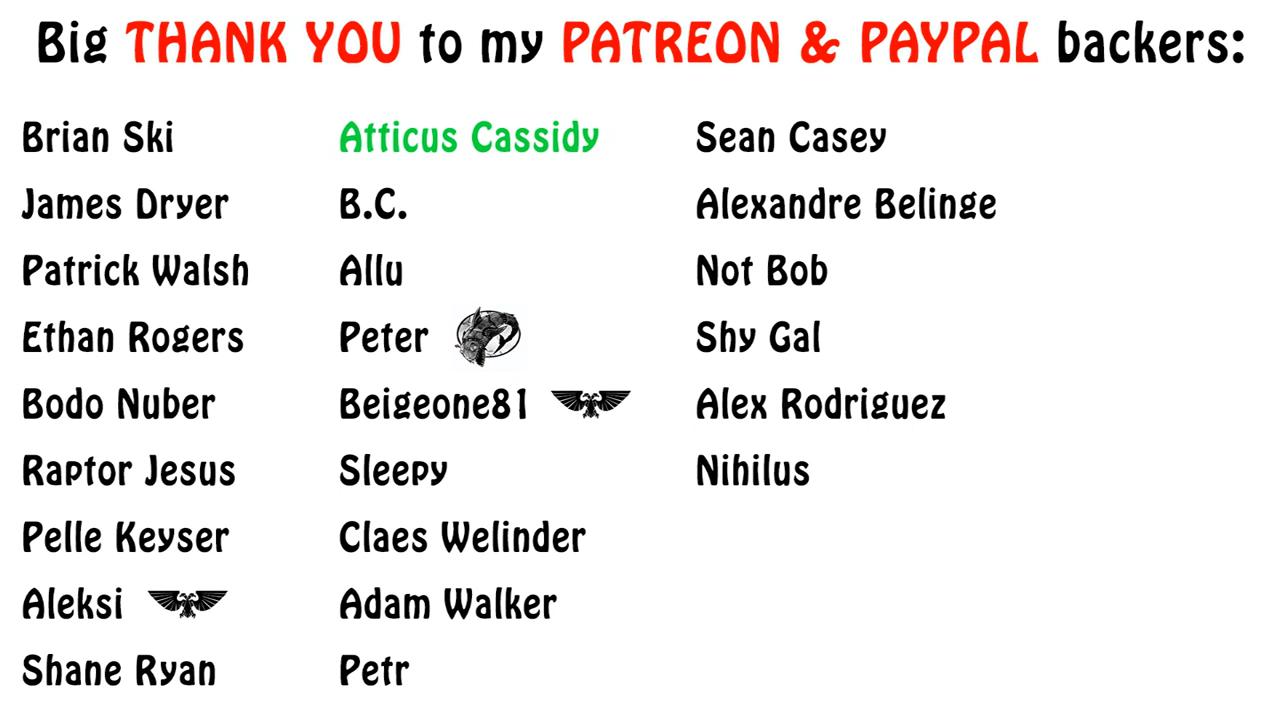 Big THANK YOU to my PATREON & PAYPAL backers:
Brian Ski
James Dryer
Patrick Walsh
Ethan Rogers
Bodo Nuber
Raptor Jesus
Pelle Keyser
Aleksi
Shane Ryan
Atticus Cassidy
B.C.
Allu
Peter
Beigeone81
Sleepy
Claes Welinder
Adam Walker
Petr
Sean Casey
Alexandre Belinge
Not Bob
Shy Gal
Alex Rodriguez
Nihilus